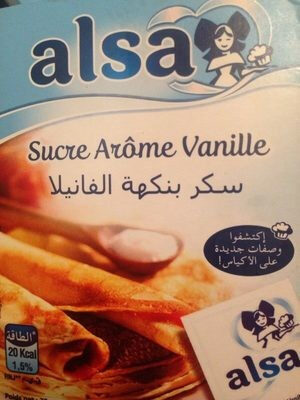 alsa
Sucre Arôme Vanille
سكر بنكهة الفانيلا
إكتشفوا
وصفات جديدة
على الأكياس!
الطاقة
20 Kcal
1.5%
alsa